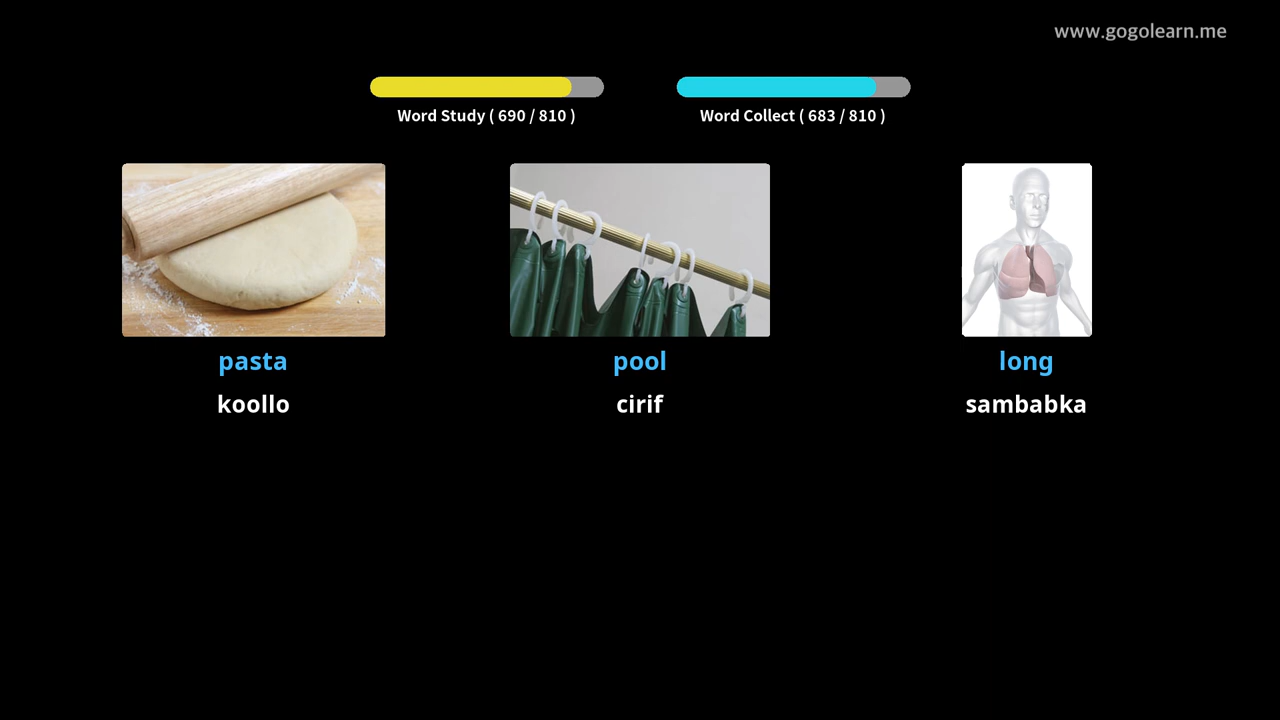 www.gogolearn.me
Word Study ( 690 / 810 )
Word Collect ( 683 / 810 )
pasta
koollo
pool
cirif
long
sambabka